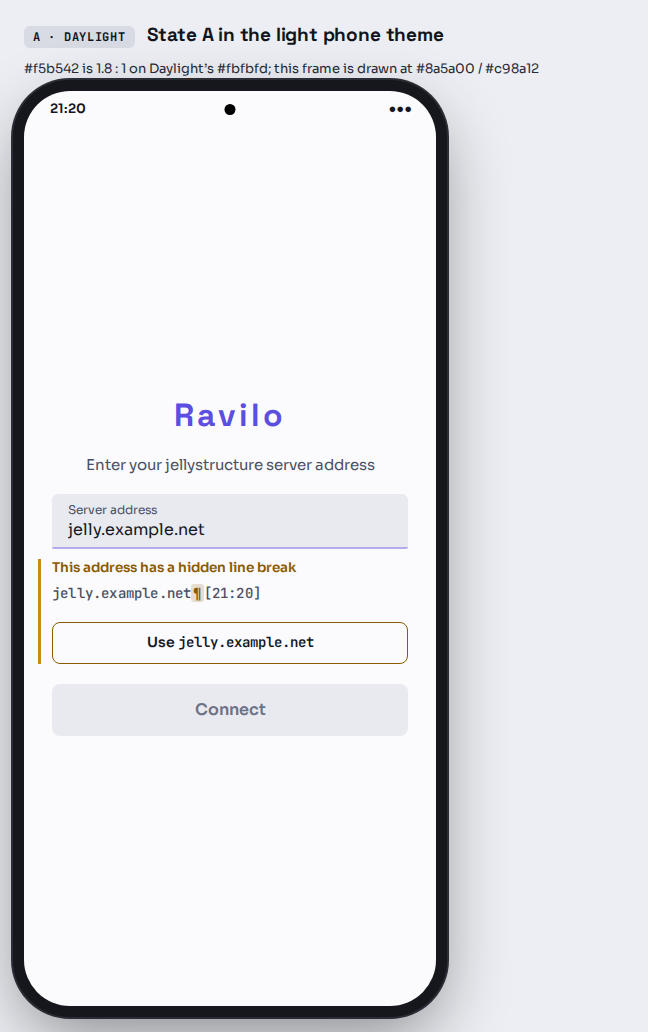 A · DAYLIGHT State A in the light phone theme
#f5b542 is 1.8 : 1 on Daylight's #fbfbfd; this frame is drawn at #8a5a00 / #c98a12
21:20
Ravilo
Enter your jellystructure server address
Server address
jelly.example.net
This address has a hidden line break
jelly.example.net¶[21:20]
Use jelly.example.net
Connect